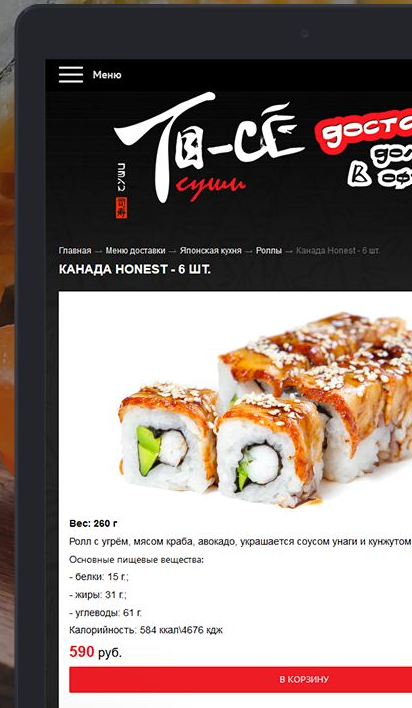 Меню
То-СЁ
суши
суши
Главная → Меню доставки → Японская кухня → Роллы → Канада Honest - 6 шт.
КАНАДА HONEST - 6 ШТ.
Вес: 260 г
Ролл с угрём, мясом краба, авокадо, украшается соусом унаги и кунжутом
Основные пищевые вещества:
- белки: 15 г.;
- жиры: 31 г.;
- углеводы: 61 г.
Калорийность: 584 ккал\4676 кдж
590 руб.
В КОРЗИНУ